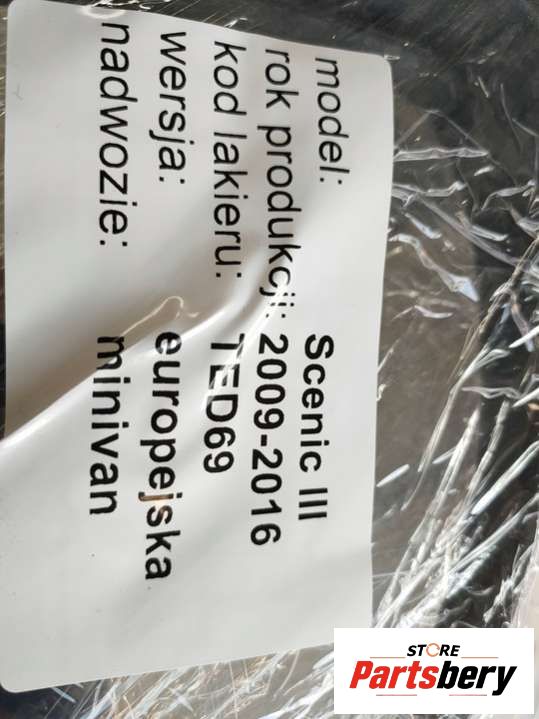 model: Scenic III
rok produkcji: 2009-2016
kod lakieru: TED69
wersja: europejska
nadwozie: minivan
STORE
Partsbery